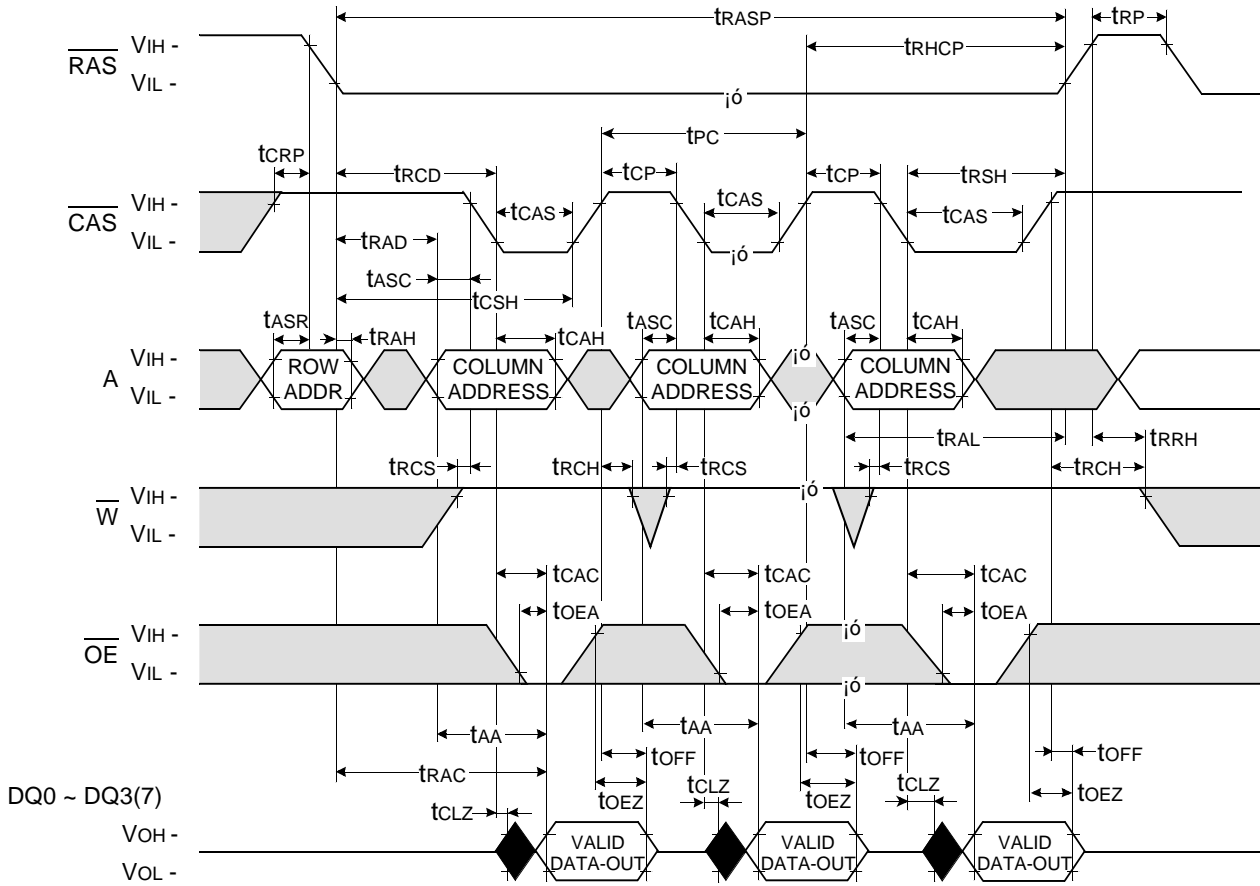 tRASP
tRP
VIH -
tRHCP
RAS
VIL -
¡ó
tPC
tCRP
tRCD
tCP
tCP
tRSH
VIH -
CAS
tCAS
tCAS
tCAS
VIL -
¡ó
tRAD
tASC
tCSH
tASR
tRAH
tCAH
tASC
tCAH
tASC
tCAH
VIH -
A
VIL -
ROW
ADDR
COLUMN
ADDRESS
COLUMN
ADDRESS
¡ó
¡ó
COLUMN
ADDRESS
tRAL
tRRH
tRCS
tRCH
tRCS
tRCS
tRCH
VIH -
W
VIL -
¡ó
tCAC
tCAC
tCAC
tOEA
tOEA
tOEA
VIH -
OE
VIL -
¡ó
¡ó
tAA
tAA
tAA
tOFF
tOFF
tOFF
tRAC
DQ0 ~ DQ3(7)
tCLZ
tOEZ
tCLZ
tOEZ
tCLZ
tOEZ
VOH -
VOL -
VALID
DATA-OUT
VALID
DATA-OUT
VALID
DATA-OUT